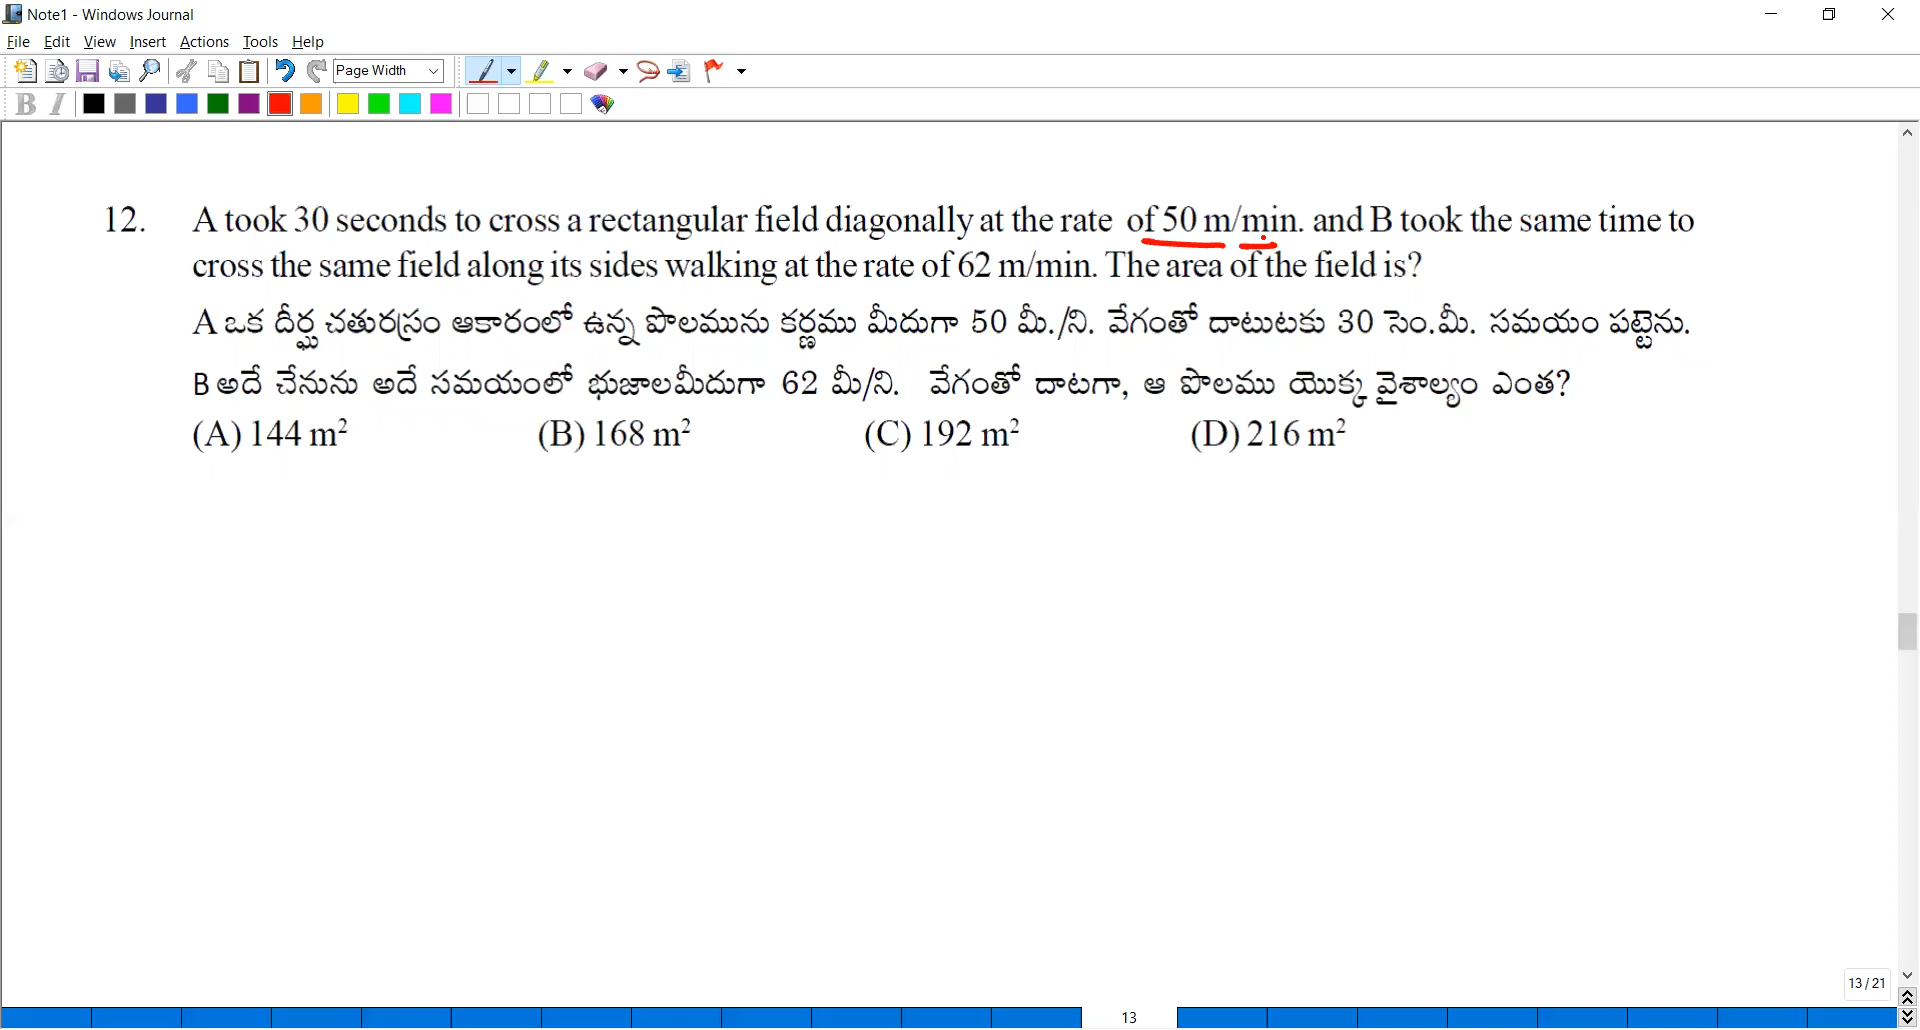 Note1 - Windows Journal
File Edit View Insert Actions Tools Help
Page Width
B I
12. A took 30 seconds to cross a rectangular field diagonally at the rate of 50 m/min. and B took the same time to
cross the same field along its sides walking at the rate of 62 m/min. The area of the field is?
A ఒక దీర్ఘ చతురస్రం ఆకారంలో ఉన్న పొలమును కర్ణము మీదుగా 50 మీ./ని. వేగంతో దాటుటకు 30 సెం.మీ. సమయం పట్టెను.
B అదే చేనును అదే సమయంలో భుజాలమీదుగా 62 మీ/ని. వేగంతో దాటగా, ఆ పొలము యొక్క వైశాల్యం ఎంత?
(A) 144 m² (B) 168 m² (C) 192 m² (D) 216 m²
13 / 21
13